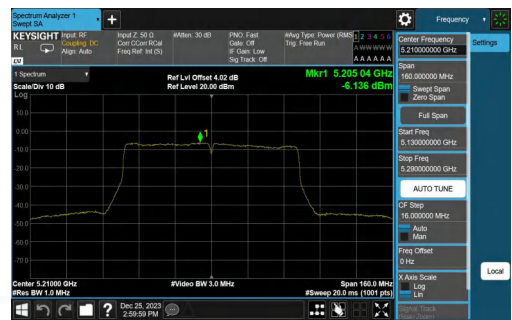 Spectrum Analyzer 1
Swept SA
Frequency
KEYSIGHT
RL
Input: RF
Coupling: DC
Align: Auto
Input Z: 50 Ω
Corr CCorr RCal
Freq Ref: Int (S)
#Atten: 30 dB
PNO: Fast
Gate: Off
IF Gain: Low
Sig Track: Off
#Avg Type: Power (RMS)
Trig: Free Run
1 2 3 4 5 6
A W W W W W
A A A A A A
LV
1 Spectrum
Scale/Div 10 dB
Log
Ref Lvl Offset 4.02 dB
Ref Level 20.00 dBm
Mkr1 5.205 04 GHz
-6.136 dBm
10.0
0.00
-10.0
-20.0
-30.0
-40.0
-50.0
-60.0
-70.0
1
Center 5.21000 GHz
#Res BW 1.0 MHz
#Video BW 3.0 MHz
Span 160.0 MHz
#Sweep 20.0 ms (1001 pts)
Center Frequency
5.210000000 GHz
Settings
Span
160.000000 MHz
Swept Span
Zero Span
Full Span
Start Freq
5.130000000 GHz
Stop Freq
5.290000000 GHz
AUTO TUNE
CF Step
16.000000 MHz
Auto
Man
Freq Offset
0 Hz
X Axis Scale
Log
Lin
Local
Signal Track
Dec 25, 2023
2:59:59 PM